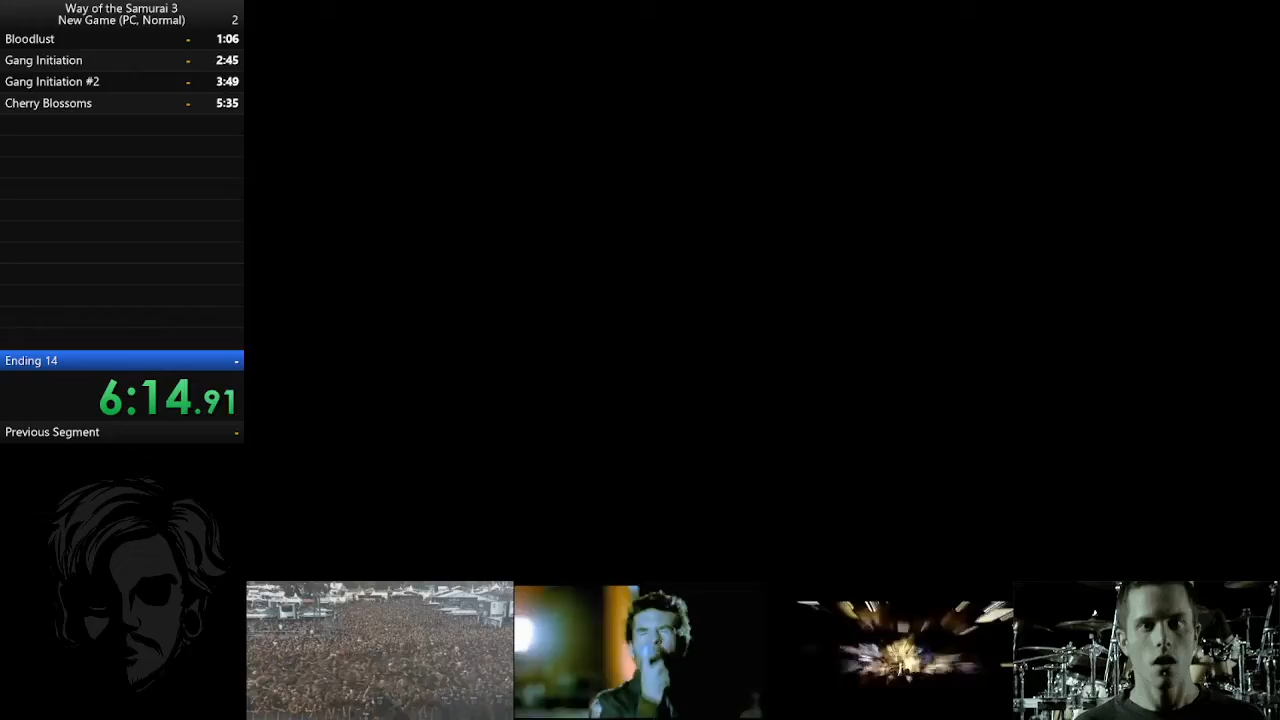 Way of the Samurai 3
New Game (PC, Normal) 2
Bloodlust - 1:06
Gang Initiation - 2:45
Gang Initiation #2 - 3:49
Cherry Blossoms - 5:35
Ending 14 -
6:14.91
Previous Segment -